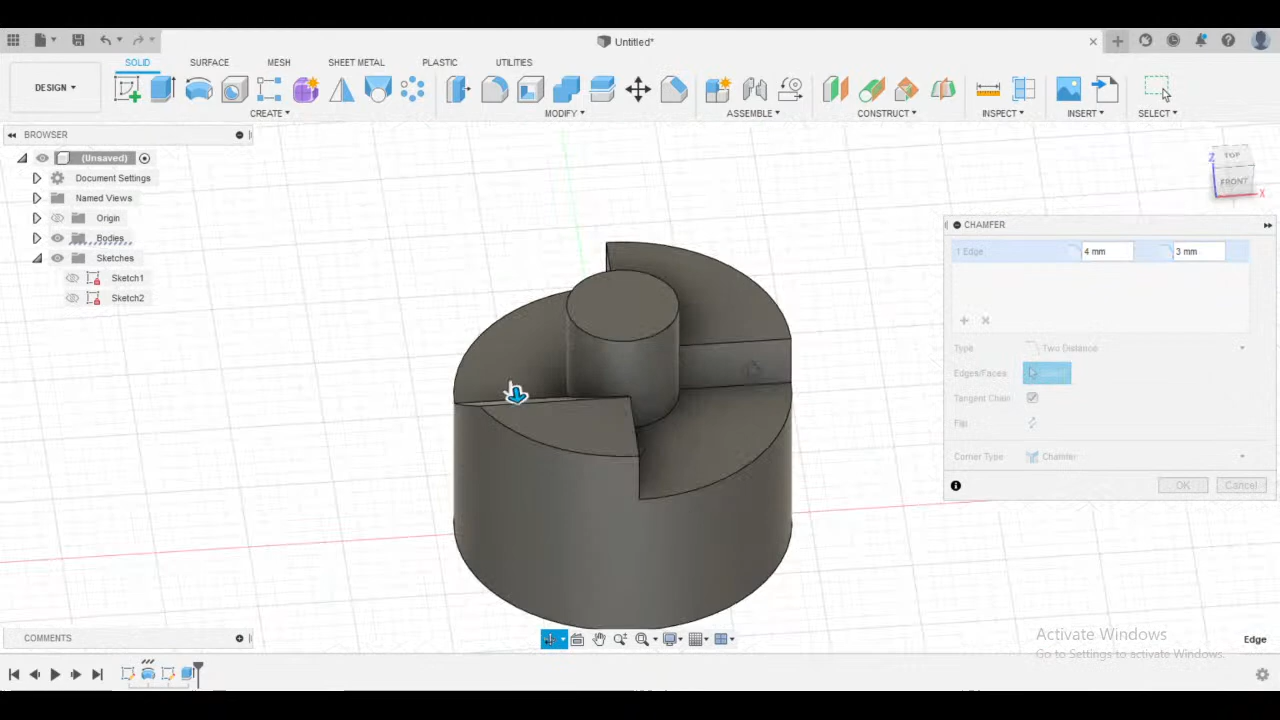 Untitled*
SOLID SURFACE MESH SHEET METAL PLASTIC UTILITIES
DESIGN
CREATE MODIFY ASSEMBLE CONSTRUCT INSPECT INSERT SELECT
BROWSER
(Unsaved)
Document Settings
Named Views
Origin
Bodies
Sketches
Sketch1
Sketch2
TOP
FRONT
Z
X
CHAMFER
1 Edge 4 mm 3 mm
Type Two Distance
Edges/Faces
Tangent Chain
Flip
Corner Type Chamfer
OK Cancel
COMMENTS
Activate Windows
Go to Settings to activate Windows.
Edge